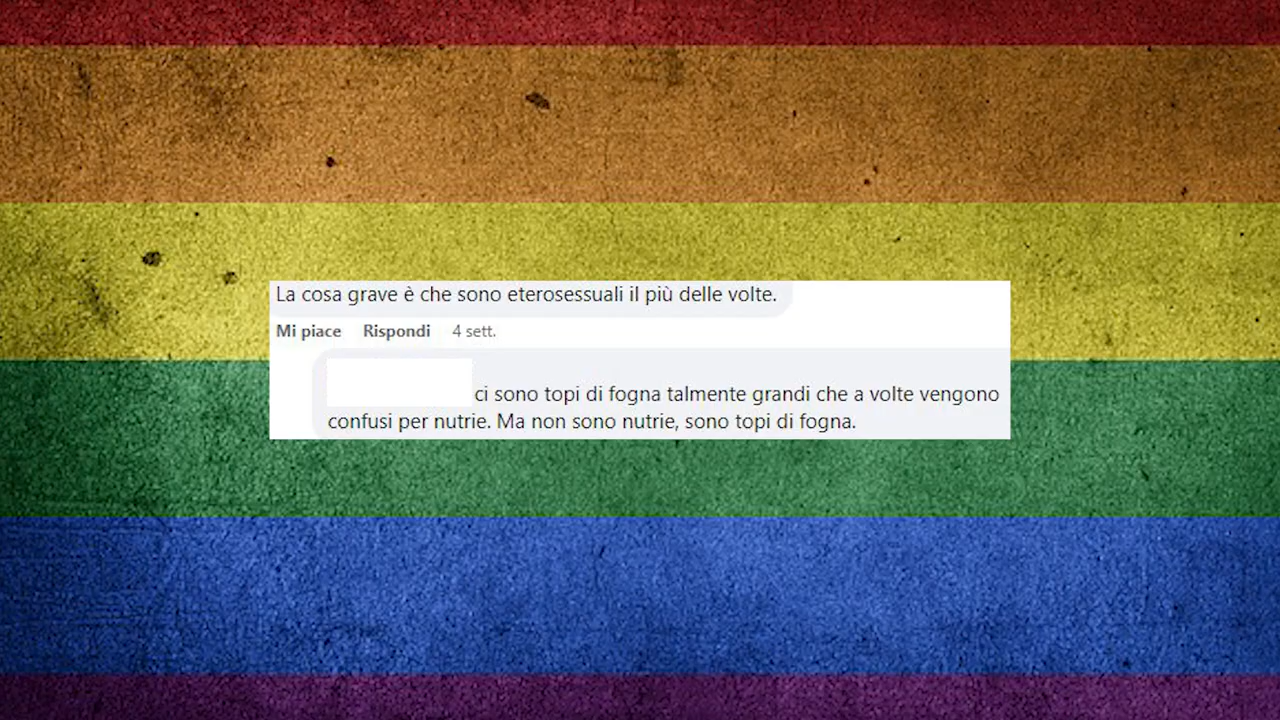 La cosa grave è che sono eterosessuali il più delle volte.
Mi piace Rispondi 4 sett.
ci sono topi di fogna talmente grandi che a volte vengono
confusi per nutrie. Ma non sono nutrie, sono topi di fogna.